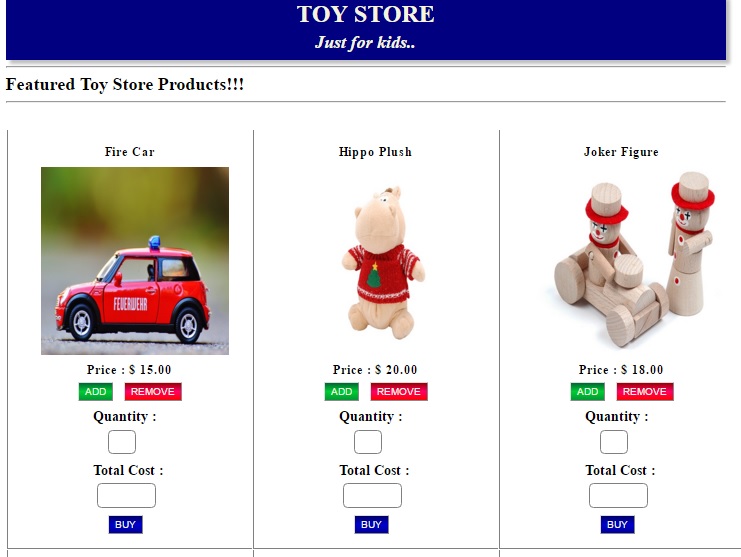 TOY STORE
Just for kids..
Featured Toy Store Products!!!
Fire Car
FEUERWEHR
Price : $ 15.00
ADD REMOVE
Quantity :
Total Cost :
BUY
Hippo Plush
Price : $ 20.00
ADD REMOVE
Quantity :
Total Cost :
BUY
Joker Figure
Price : $ 18.00
ADD REMOVE
Quantity :
Total Cost :
BUY